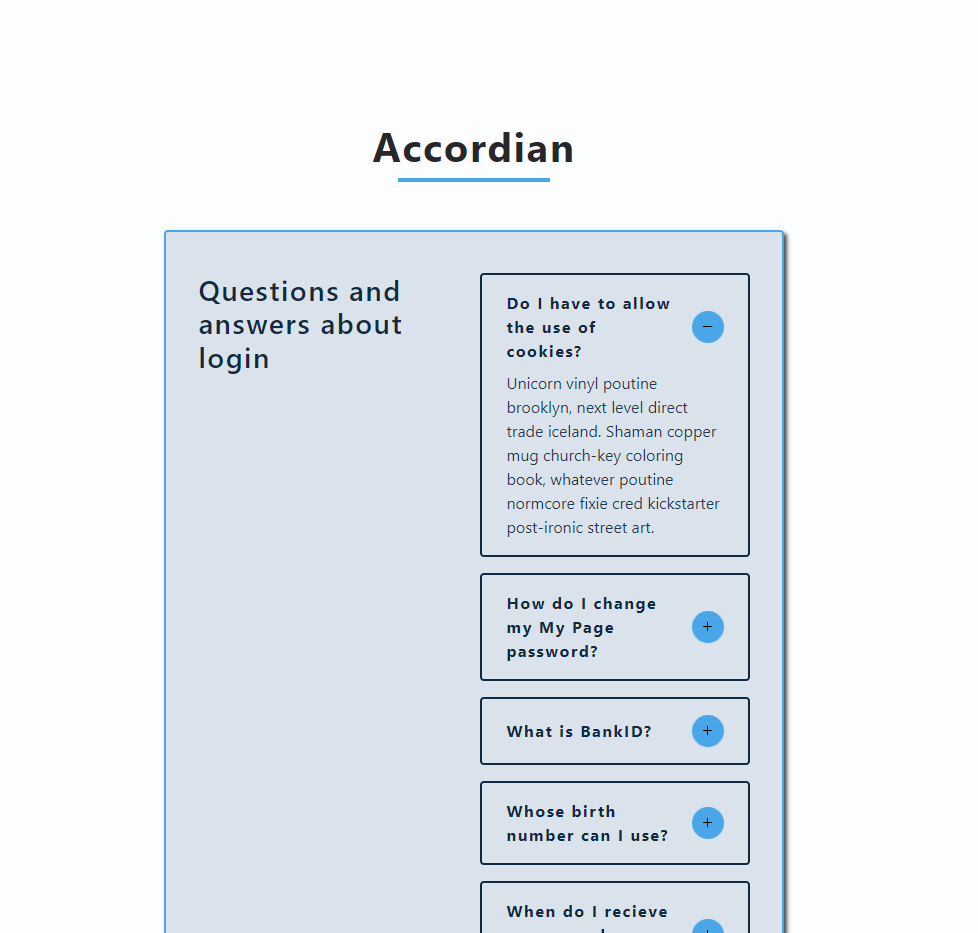 Accordian
Questions and
answers about
login
Do I have to allow
the use of
cookies?
Unicorn vinyl poutine
brooklyn, next level direct
trade iceland. Shaman copper
mug church-key coloring
book, whatever poutine
normcore fixie cred kickstarter
post-ironic street art.
How do I change
my My Page
password?
What is BankID?
Whose birth
number can I use?
When do I recieve